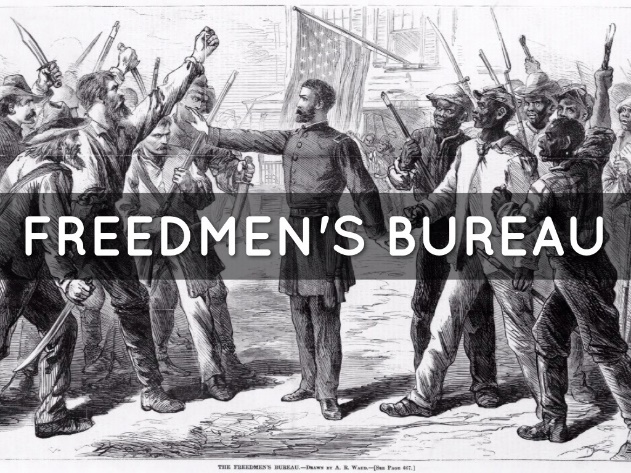 FREEDMEN'S BUREAU
THE FREEDMEN'S BUREAU.—Drawn by A. R. Waud.—[See Page 467.]